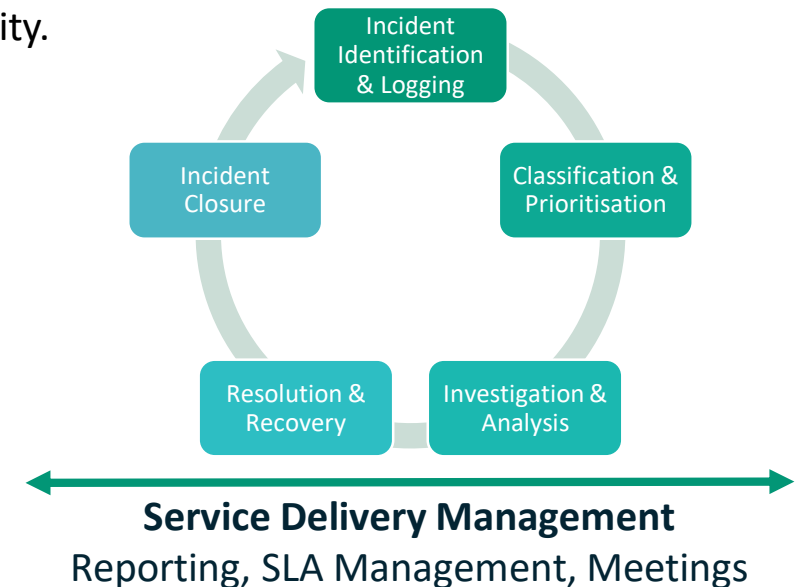 ity.
Incident
Identification
& Logging
Classification &
Prioritisation
Investigation &
Analysis
Resolution &
Recovery
Incident
Closure
Service Delivery Management
Reporting, SLA Management, Meetings